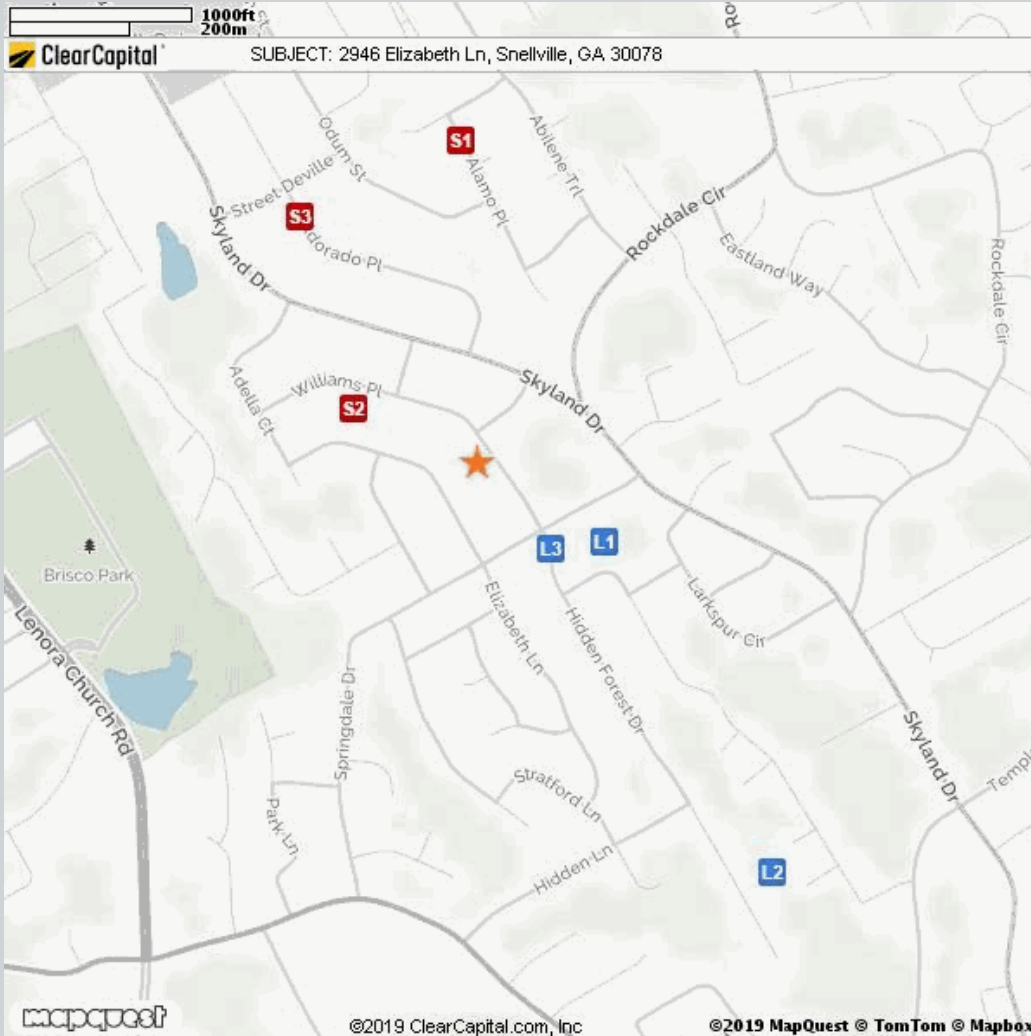 1000ft
200m
ClearCapital
SUBJECT: 2946 Elizabeth Ln, Snellville, GA 30078
S1
Odum St
Abilene Trl
Alamo Pl
Street Deville
S3
dorado Pl
Skyland Dr
Rockdale Cir
Eastland Way
Rockdale Cir
Williams Pl
Adella Ct
S2
Skyland Dr
L3
L1
Brisco Park
Lenora Church Rd
Elizabeth Ln
Larkspur Cir
Hidden Forest Dr
Springdale Dr
Skyland Dr
Templ
Stratford Ln
Park Ln
Hidden Ln
L2
mapquest
©2019 ClearCapital.com, Inc
©2019 MapQuest © TomTom © Mapbox